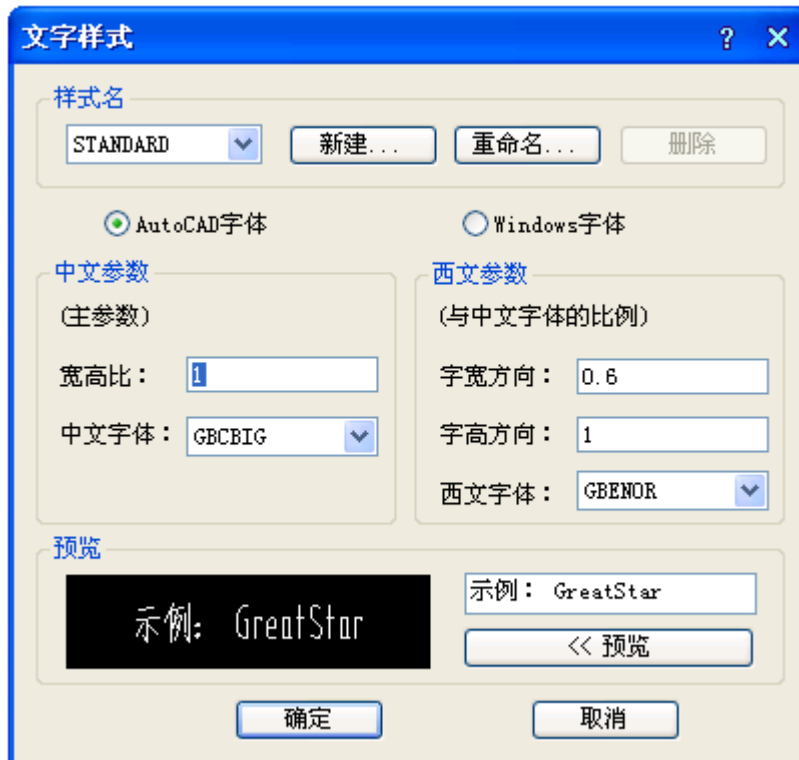 文字样式
样式名
STANDARD 新建... 重命名... 删除
AutoCAD字体 Windows字体
中文参数 西文参数
(主参数) (与中文字体的比例)
宽高比： 1 字宽方向： 0.6
中文字体： GBCBIG 字高方向： 1
西文字体： GBENOR
预览
示例： GreatStar 示例： GreatStar
<< 预览
确定 取消